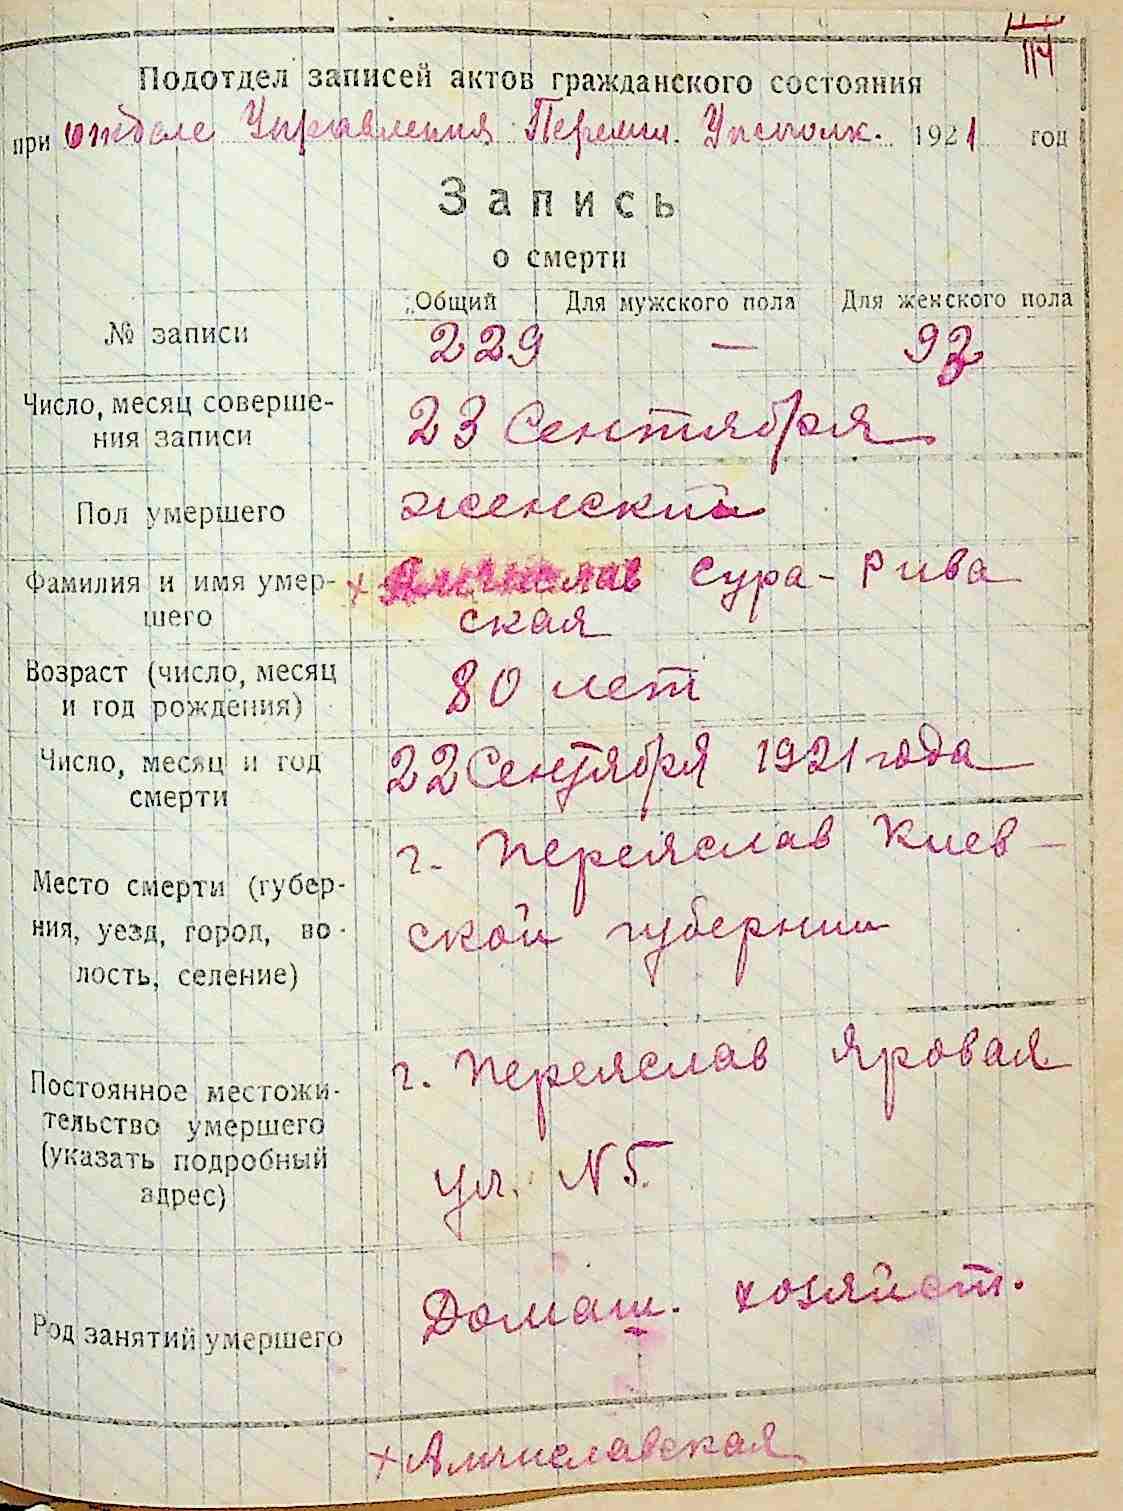 114
Подотдел записей актов гражданского состояния
при отделе Управления Переясл. Уисполк. 1921 год
Запись
о смерти
Общий Для мужского пола Для женского пола
№ записи 229 — 93
Число, месяц соверше-
ния записи
23 Сентября
Пол умершего женский
Фамилия и имя умер-
шего
+ Амчислав Сура - Рива
ская
Возраст (число, месяц
и год рождения)
80 лет
Число, месяц и год
смерти
22 Сентября 1921 года
Место смерти (губер-
ния, уезд, город, во-
лость, селение)
г. Переяслав Киев-
ской губернии
Постоянное местожи-
тельство умершего
(указать подробный
адрес)
г. Переяслав Яровая
ул. N 5.
Род занятий умершего
Домаш. хозяйст.
+ Амчиславская